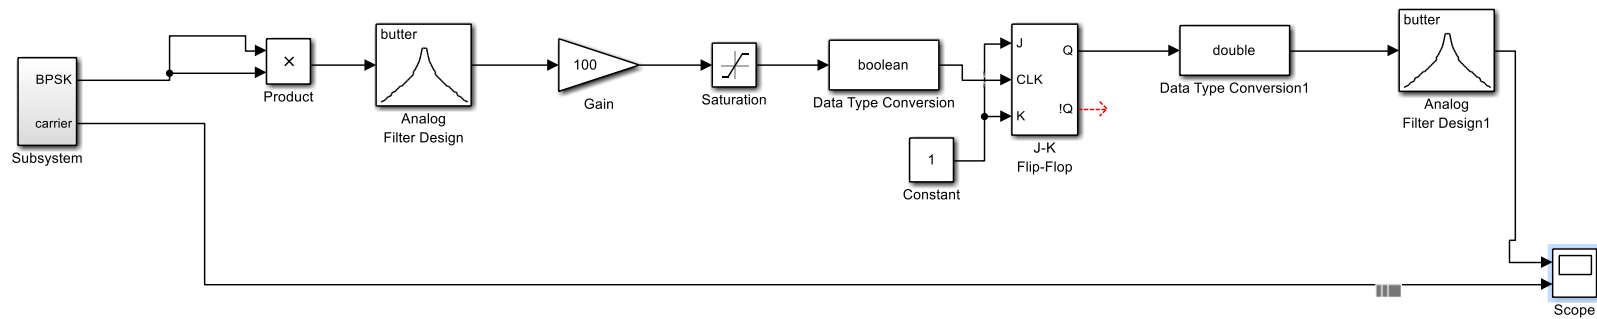 BPSK
carrier
Subsystem
×
Product
butter
Analog
Filter Design
100
Gain
Saturation
boolean
Data Type Conversion
1
Constant
J
CLK
K
Q
!Q
J-K
Flip-Flop
double
Data Type Conversion1
butter
Analog
Filter Design1
Scope